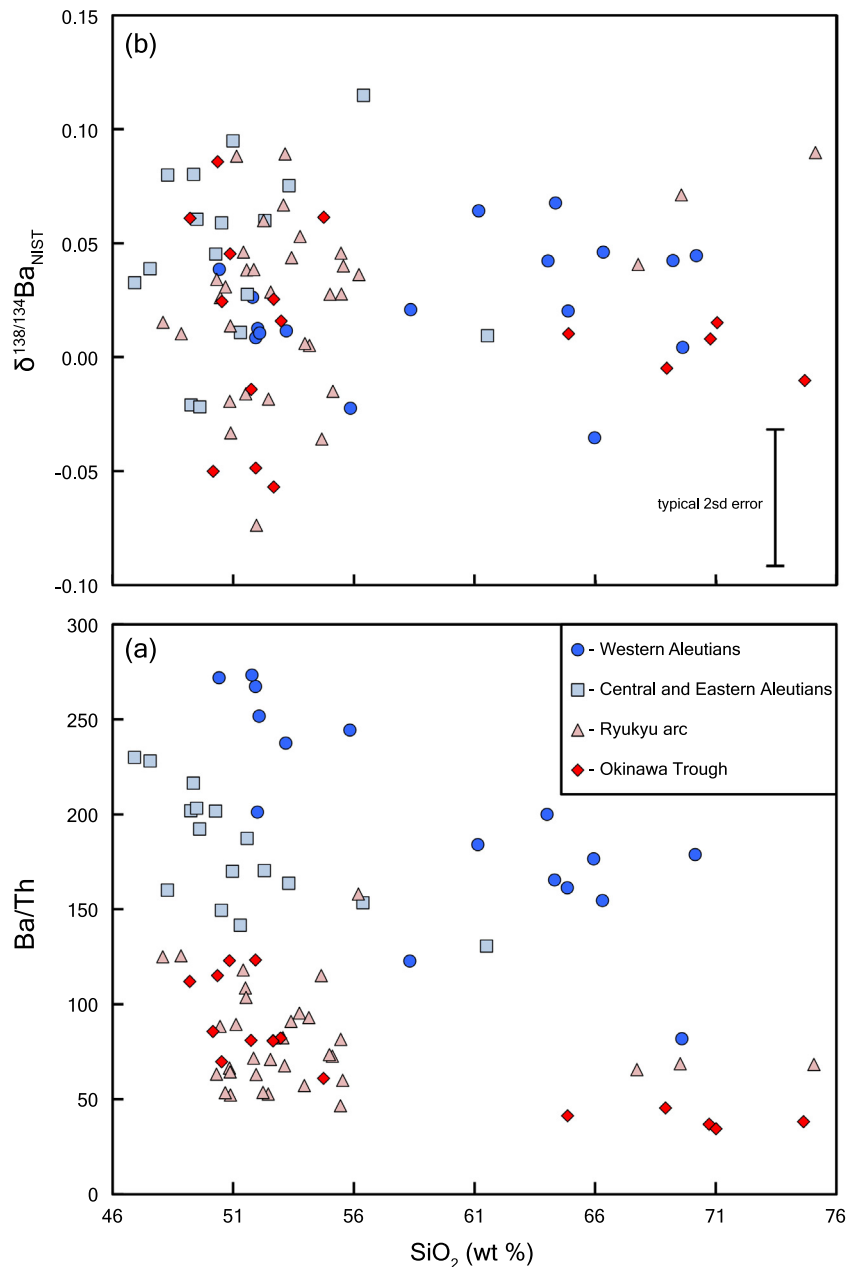 (b)
0.15
0.10
0.05
0.00
-0.05
-0.10
δ138/134BaNIST
typical 2sd error
(a)
300
250
200
150
100
50
0
Ba/Th
- Western Aleutians
- Central and Eastern Aleutians
- Ryukyu arc
- Okinawa Trough
46 51 56 61 66 71 76
SiO2 (wt %)